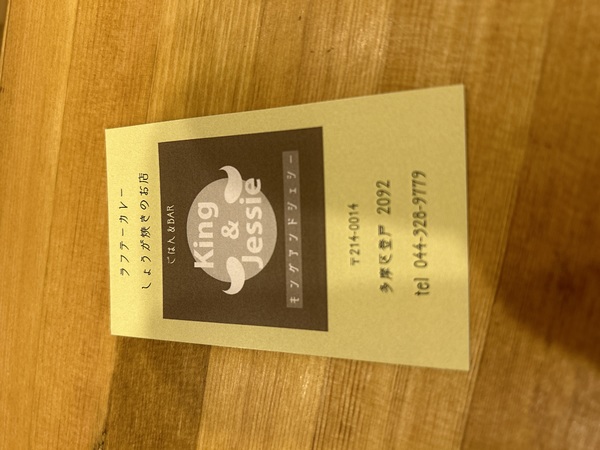 ラフテーカレー
しょうが焼きのお店
ごはん&BAR
King
&
Jessie
キングアンドジェシー
〒214-0014
多摩区登戸 2092
tel 044-328-9779